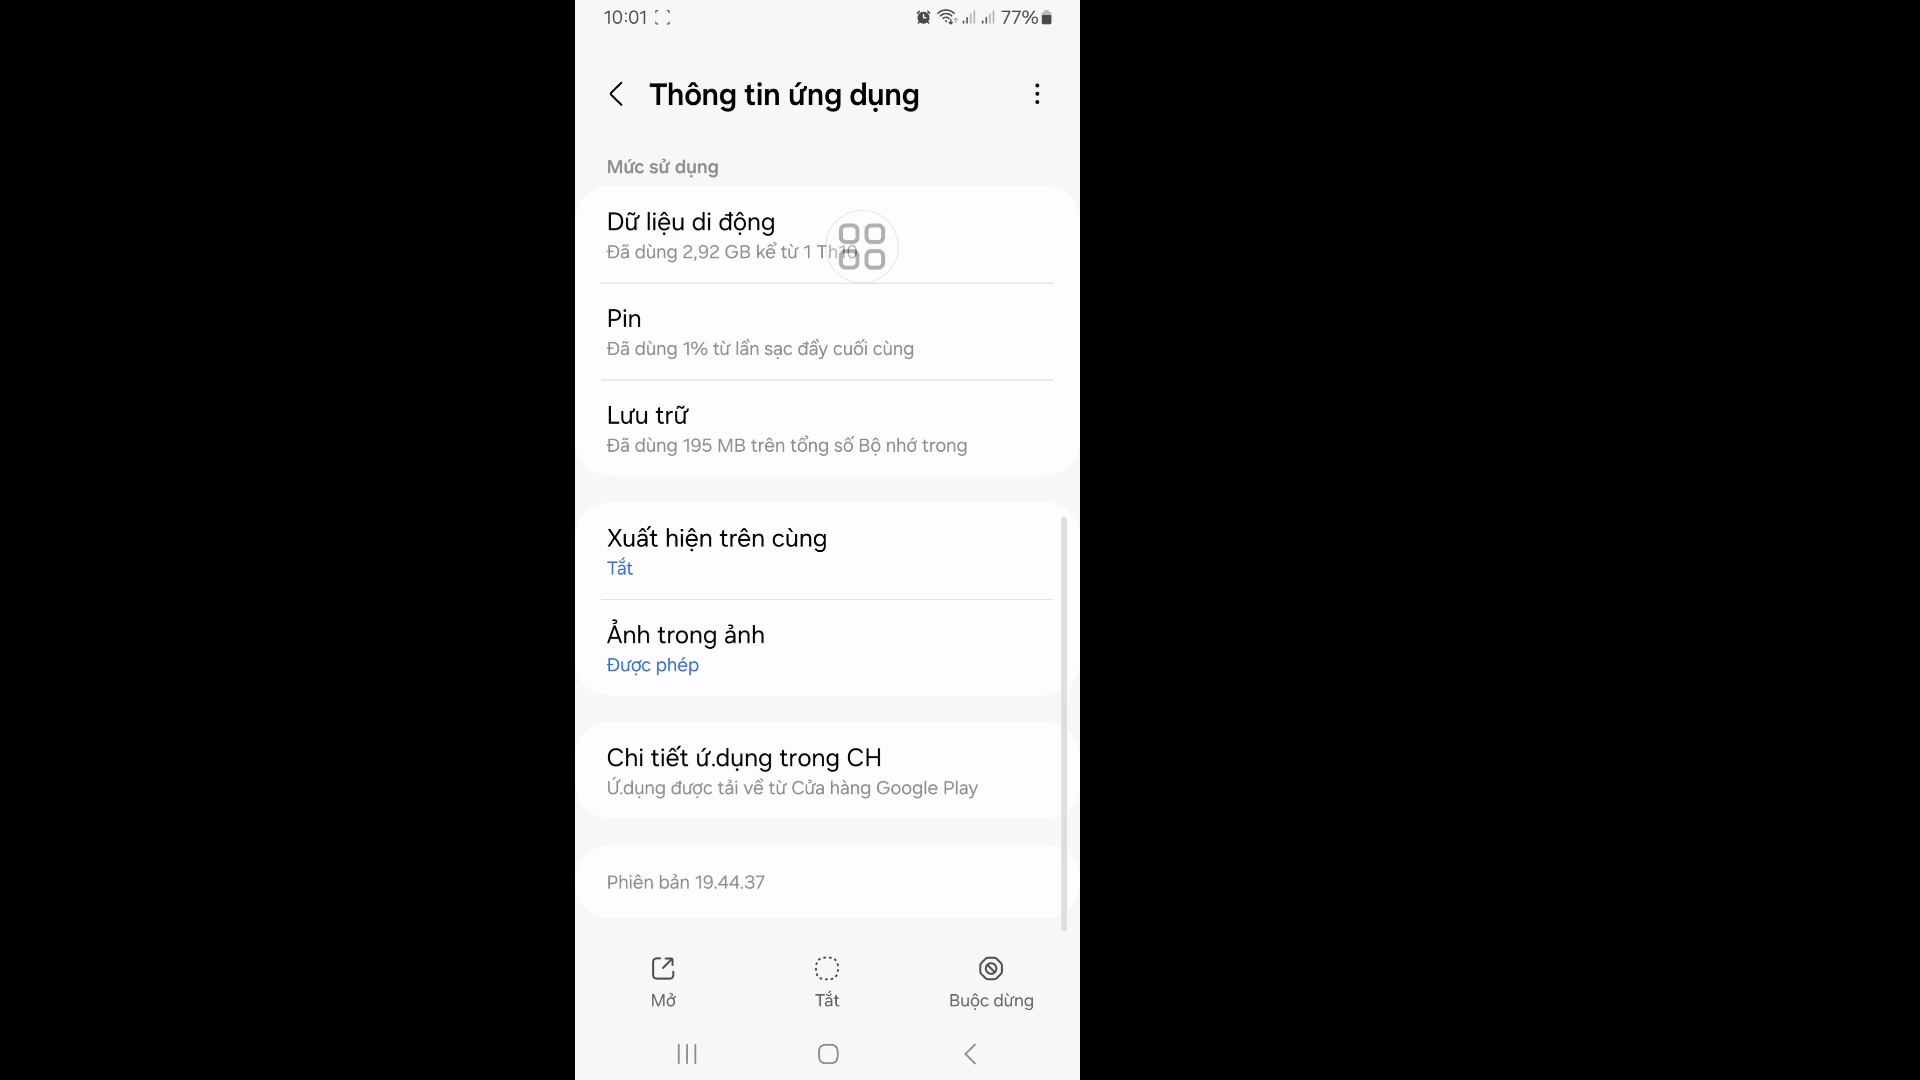 10:01 77%
Thông tin ứng dụng
Mức sử dụng
Dữ liệu di động
Đã dùng 2,92 GB kể từ 1 Th10
Pin
Đã dùng 1% từ lần sạc đầy cuối cùng
Lưu trữ
Đã dùng 195 MB trên tổng số Bộ nhớ trong
Xuất hiện trên cùng
Tắt
Ảnh trong ảnh
Được phép
Chi tiết ứ.dụng trong CH
Ứ.dụng được tải về từ Cửa hàng Google Play
Phiên bản 19.44.37
Mở Tắt Buộc dừng